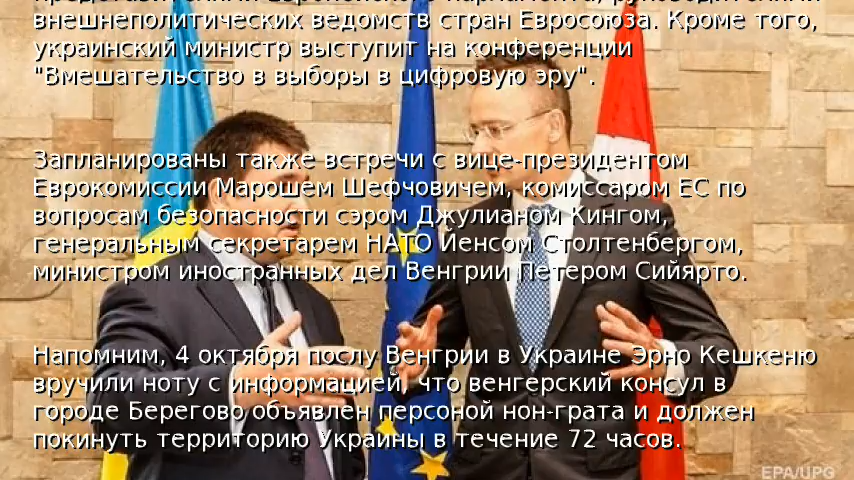 внешнеполитических ведомств стран Евросоюза. Кроме того,
украинский министр выступит на конференции
"Вмешательство в выборы в цифровую эру".
Запланированы также встречи с вице-президентом
Еврокомиссии Марошем Шефчовичем, комиссаром ЕС по
вопросам безопасности сэром Джулианом Кингом,
генеральным секретарем НАТО Йенсом Столтенбергом,
министром иностранных дел Венгрии Петером Сийярто.
Напомним, 4 октября послу Венгрии в Украине Эрно Кешкеню
вручили ноту с информацией, что венгерский консул в
городе Берегово объявлен персоной нон-грата и должен
покинуть территорию Украины в течение 72 часов.
EPA/UPG